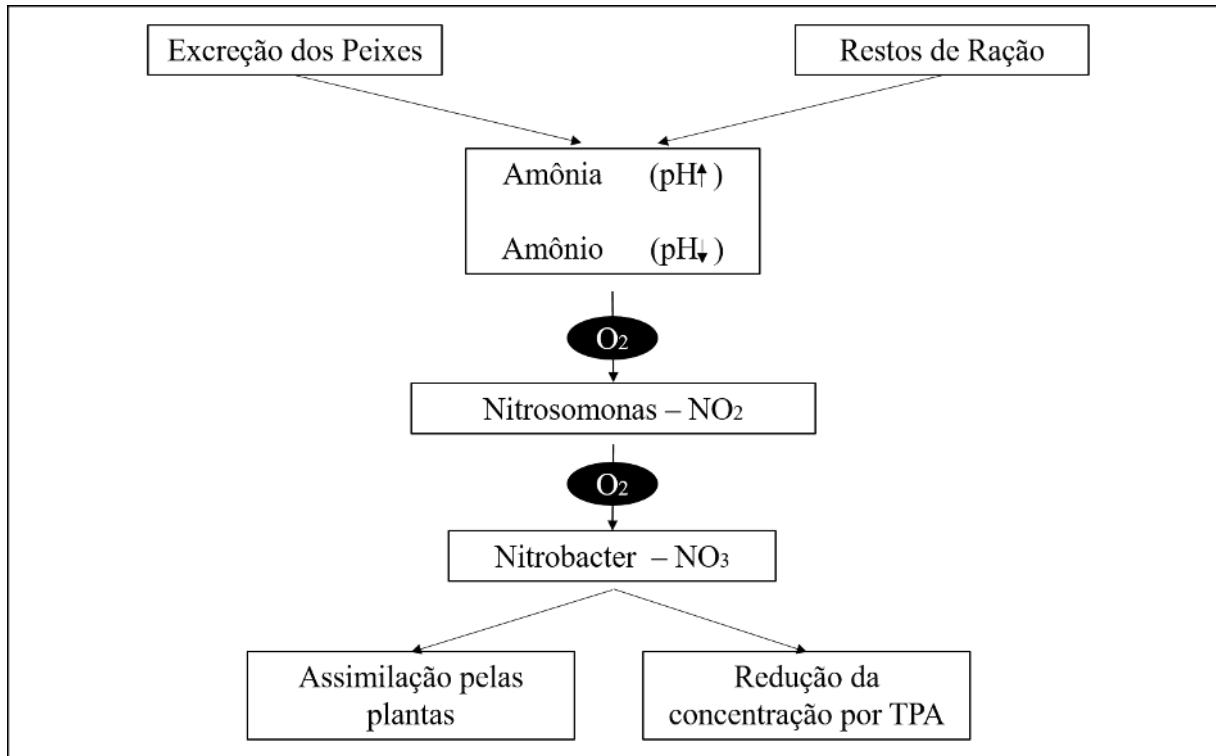 Excreção dos Peixes
Restos de Ração
Amônia (pH↑)
Amônio (pH↓)
O₂
Nitrosomonas – NO₂
O₂
Nitrobacter – NO₃
Assimilação pelas
plantas
Redução da
concentração por TPA